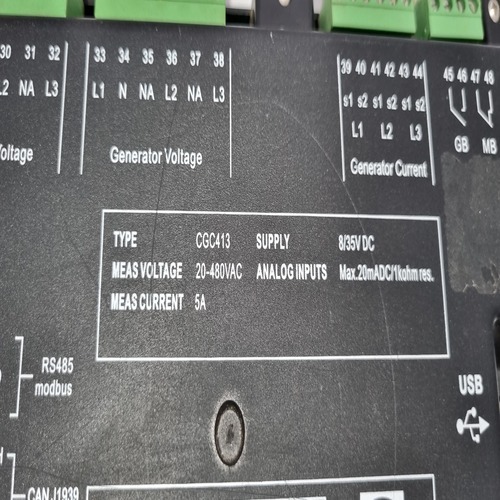 30 31 32 33 34 35 36 37 38 39 40 41 42 43 44 45 46 47 48
L2 NA L3 L1 N NA L2 NA L3 s1 s2 s1 s2 s1 s2
L1 L2 L3 GB MB
Voltage Generator Voltage Generator Current
TYPE CGC413 SUPPLY 8/35V DC
MEAS VOLTAGE 20-480VAC ANALOG INPUTS Max.20mADC/1kohm res.
MEAS CURRENT 5A
RS485
modbus
USB
CAN J1939